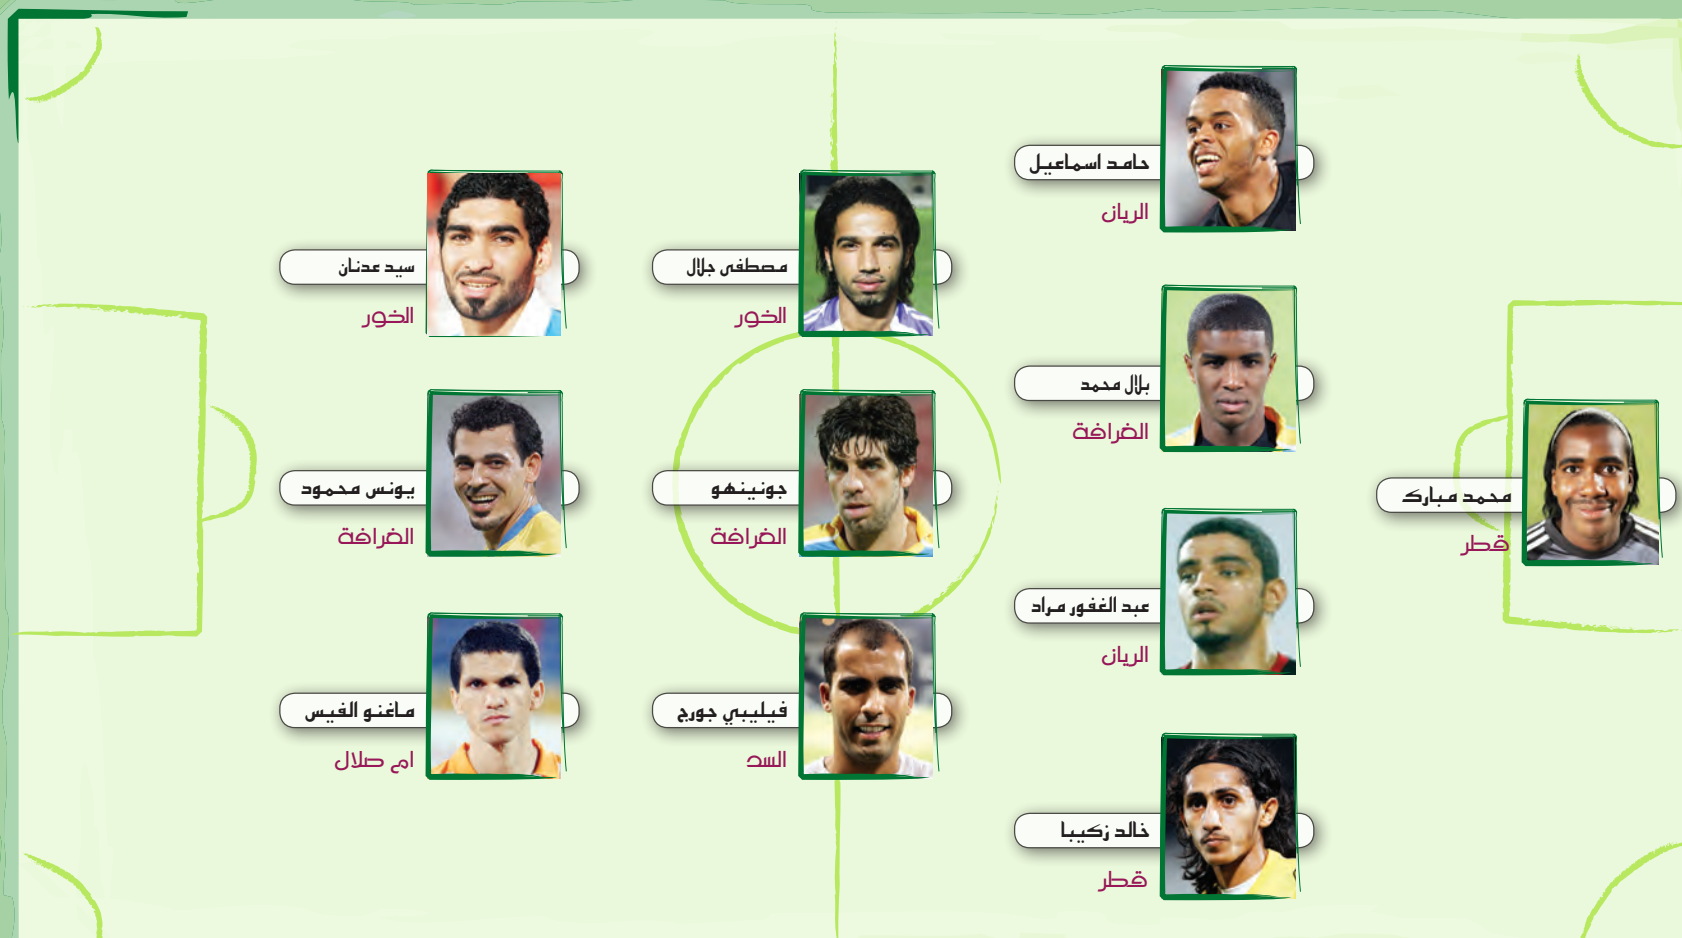 حامد اسماعيل
الريان
سيد عدنان
الخور
مصطفى جلال
الخور
بلال محمد
الغرافة
محمد مبارك
قطر
يونس محمود
الغرافة
جونينهو
الغرافة
عبد الغفور مراد
الريان
ماغنو الفيس
ام صلال
فيليبي جورج
السد
خالد زكيبا
قطر